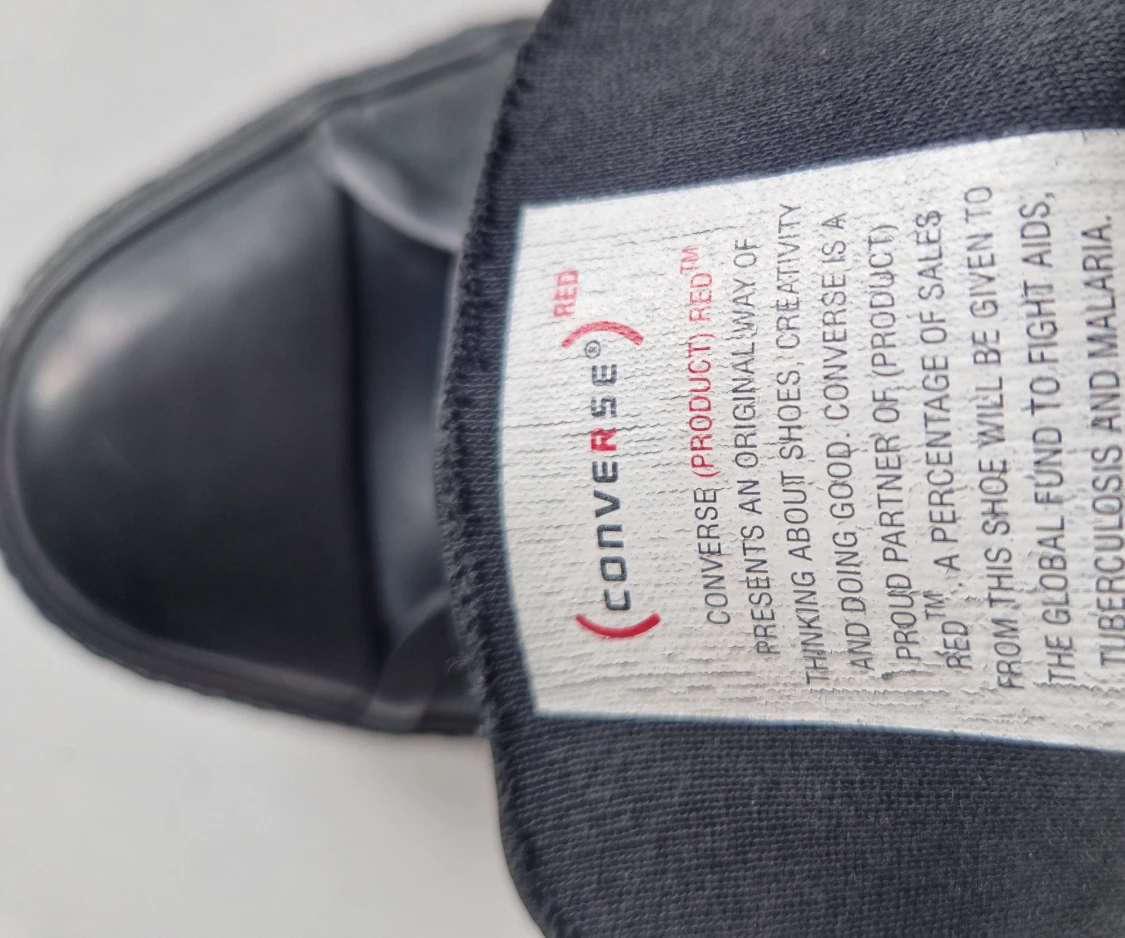 (CONVERSE®)RED
CONVERSE (PRODUCT) RED™
PRESENTS AN ORIGINAL WAY OF
THINKING ABOUT SHOES, CREATIVITY
AND DOING GOOD. CONVERSE IS A
PROUD PARTNER OF (PRODUCT)
RED™. A PERCENTAGE OF SALES
FROM THIS SHOE WILL BE GIVEN TO
THE GLOBAL FUND TO FIGHT AIDS,
TUBERCULOSIS AND MALARIA.